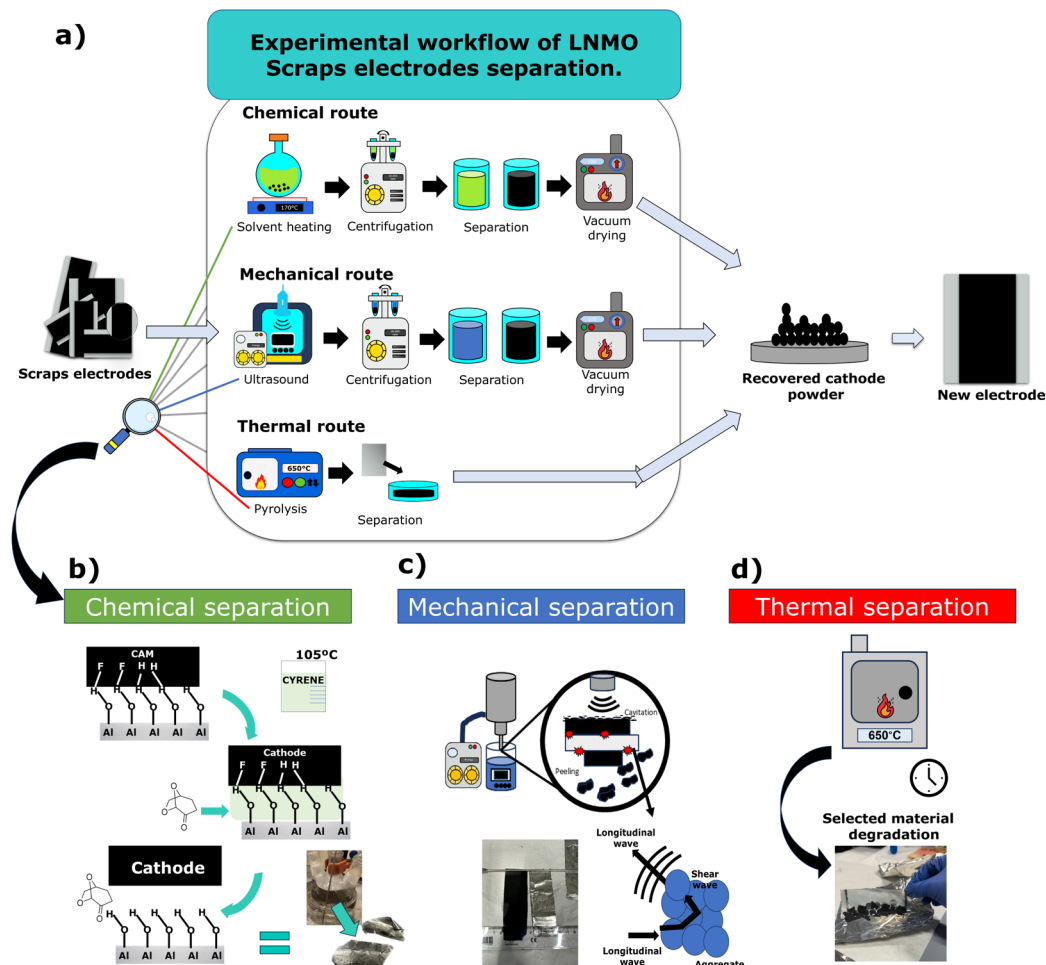 a)
Experimental workflow of LNMO
Scraps electrodes separation.
Chemical route
170°C
Solvent heating
Centrifugation
Separation
Vacuum
drying
Mechanical route
Ultrasound
Centrifugation
Separation
Vacuum
drying
Thermal route
650°C
Pyrolysis
Separation
Scraps electrodes
Recovered cathode
powder
New electrode
b)
Chemical separation
CAM
F F H H
H H H H H
O O O O O
Al Al Al Al Al
105ºC
CYRENE
Cathode
F F H H
H H H H H
O O O O O
Al Al Al Al Al
O
O
O
Cathode
O
O
O
H H H H H
O O O O O
Al Al Al Al Al
c)
Mechanical separation
Cavitation
Peeling
Longitudinal
wave
Shear
wave
Longitudinal
wave
Aggregate
d)
Thermal separation
650°C
Selected material
degradation